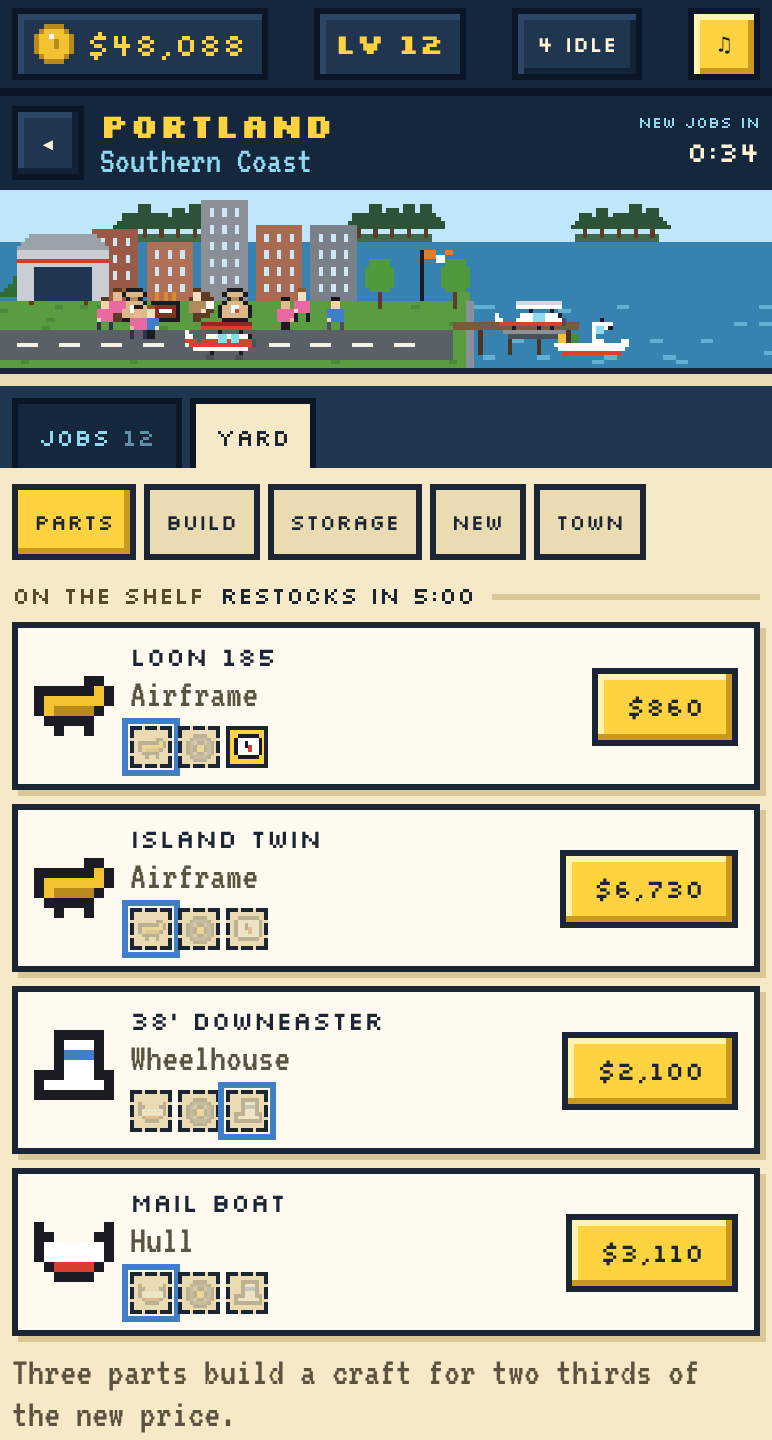 $48,088
LV 12
4 IDLE
♫
◂
PORTLAND
Southern Coast
NEW JOBS IN
0:34
JOBS 12
YARD
PARTS
BUILD
STORAGE
NEW
TOWN
ON THE SHELF RESTOCKS IN 5:00
LOON 185
Airframe
$860
ISLAND TWIN
Airframe
$6,730
38' DOWNEASTER
Wheelhouse
$2,100
MAIL BOAT
Hull
$3,110
Three parts build a craft for two thirds of
the new price.